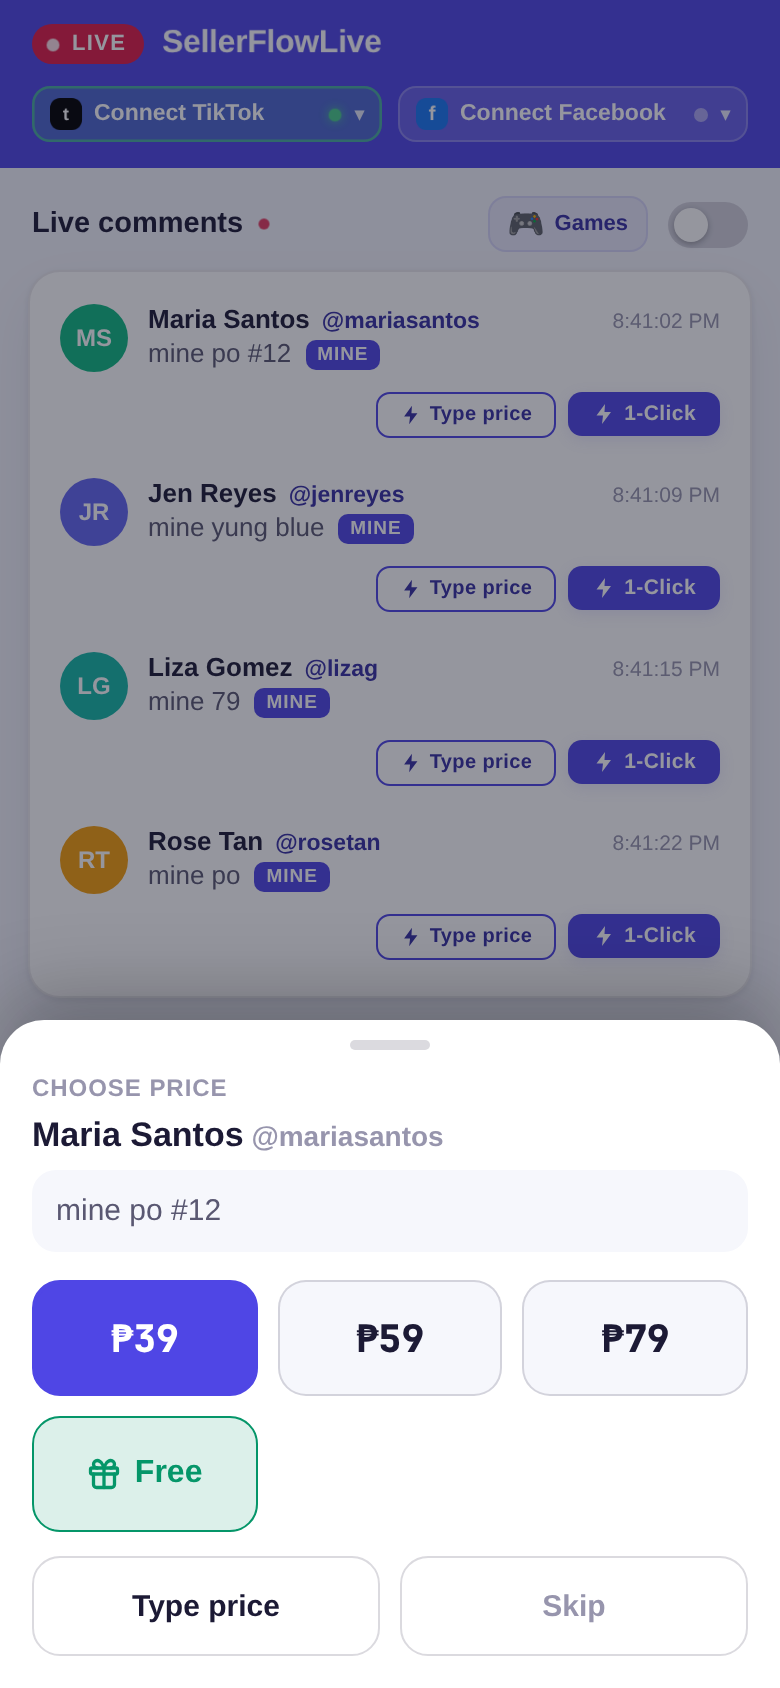 LIVE SellerFlowLive
t Connect TikTok ▼ f Connect Facebook ▼
Live comments 🎮 Games
MS Maria Santos @mariasantos 8:41:02 PM
mine po #12 MINE
Type price 1-Click
JR Jen Reyes @jenreyes 8:41:09 PM
mine yung blue MINE
Type price 1-Click
LG Liza Gomez @lizag 8:41:15 PM
mine 79 MINE
Type price 1-Click
RT Rose Tan @rosetan 8:41:22 PM
mine po MINE
Type price 1-Click
CHOOSE PRICE
Maria Santos @mariasantos
mine po #12
₱39 ₱59 ₱79
Free
Type price Skip